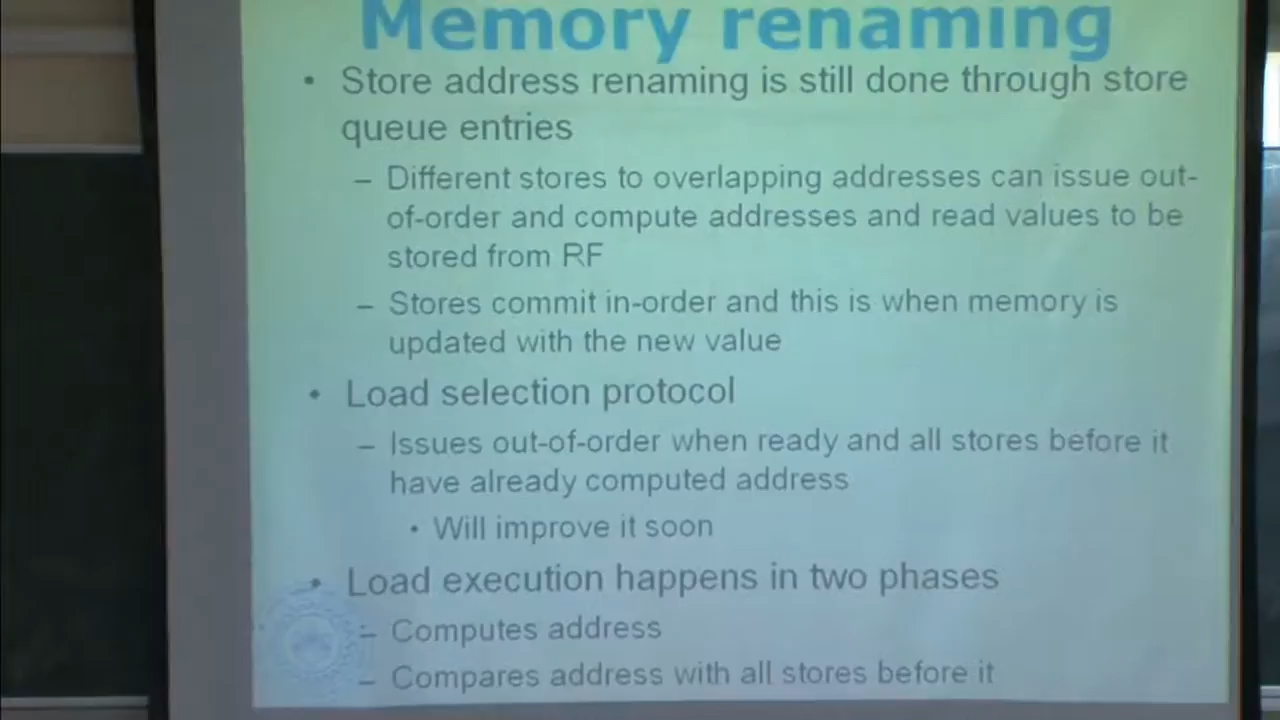 Memory renaming
• Store address renaming is still done through store
queue entries
– Different stores to overlapping addresses can issue out-
of-order and compute addresses and read values to be
stored from RF
– Stores commit in-order and this is when memory is
updated with the new value
• Load selection protocol
– Issues out-of-order when ready and all stores before it
have already computed address
• Will improve it soon
• Load execution happens in two phases
– Computes address
– Compares address with all stores before it